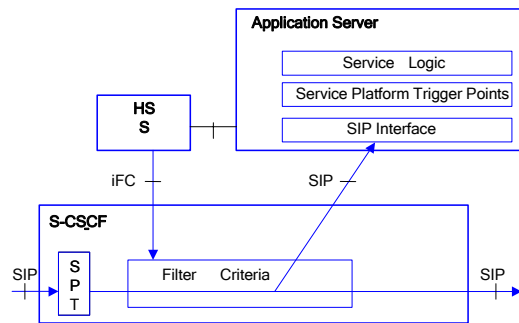 Application Server
Service Logic
Service Platform Trigger Points
SIP Interface
HS
S
iFC
SIP
S-CSCF
SIP
S
P
T
Filter Criteria
SIP